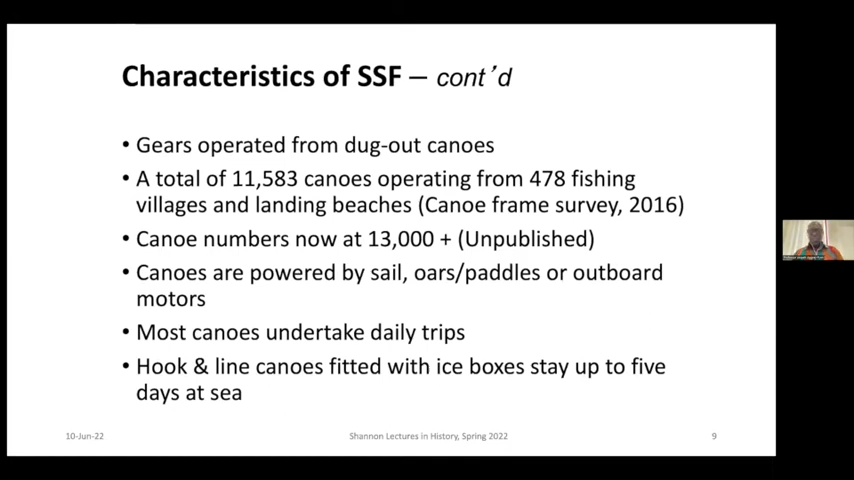 Characteristics of SSF – cont'd
• Gears operated from dug-out canoes
• A total of 11,583 canoes operating from 478 fishing
villages and landing beaches (Canoe frame survey, 2016)
• Canoe numbers now at 13,000 + (Unpublished)
• Canoes are powered by sail, oars/paddles or outboard
motors
• Most canoes undertake daily trips
• Hook & line canoes fitted with ice boxes stay up to five
days at sea
10-Jun-22
Shannon Lectures in History, Spring 2022
9